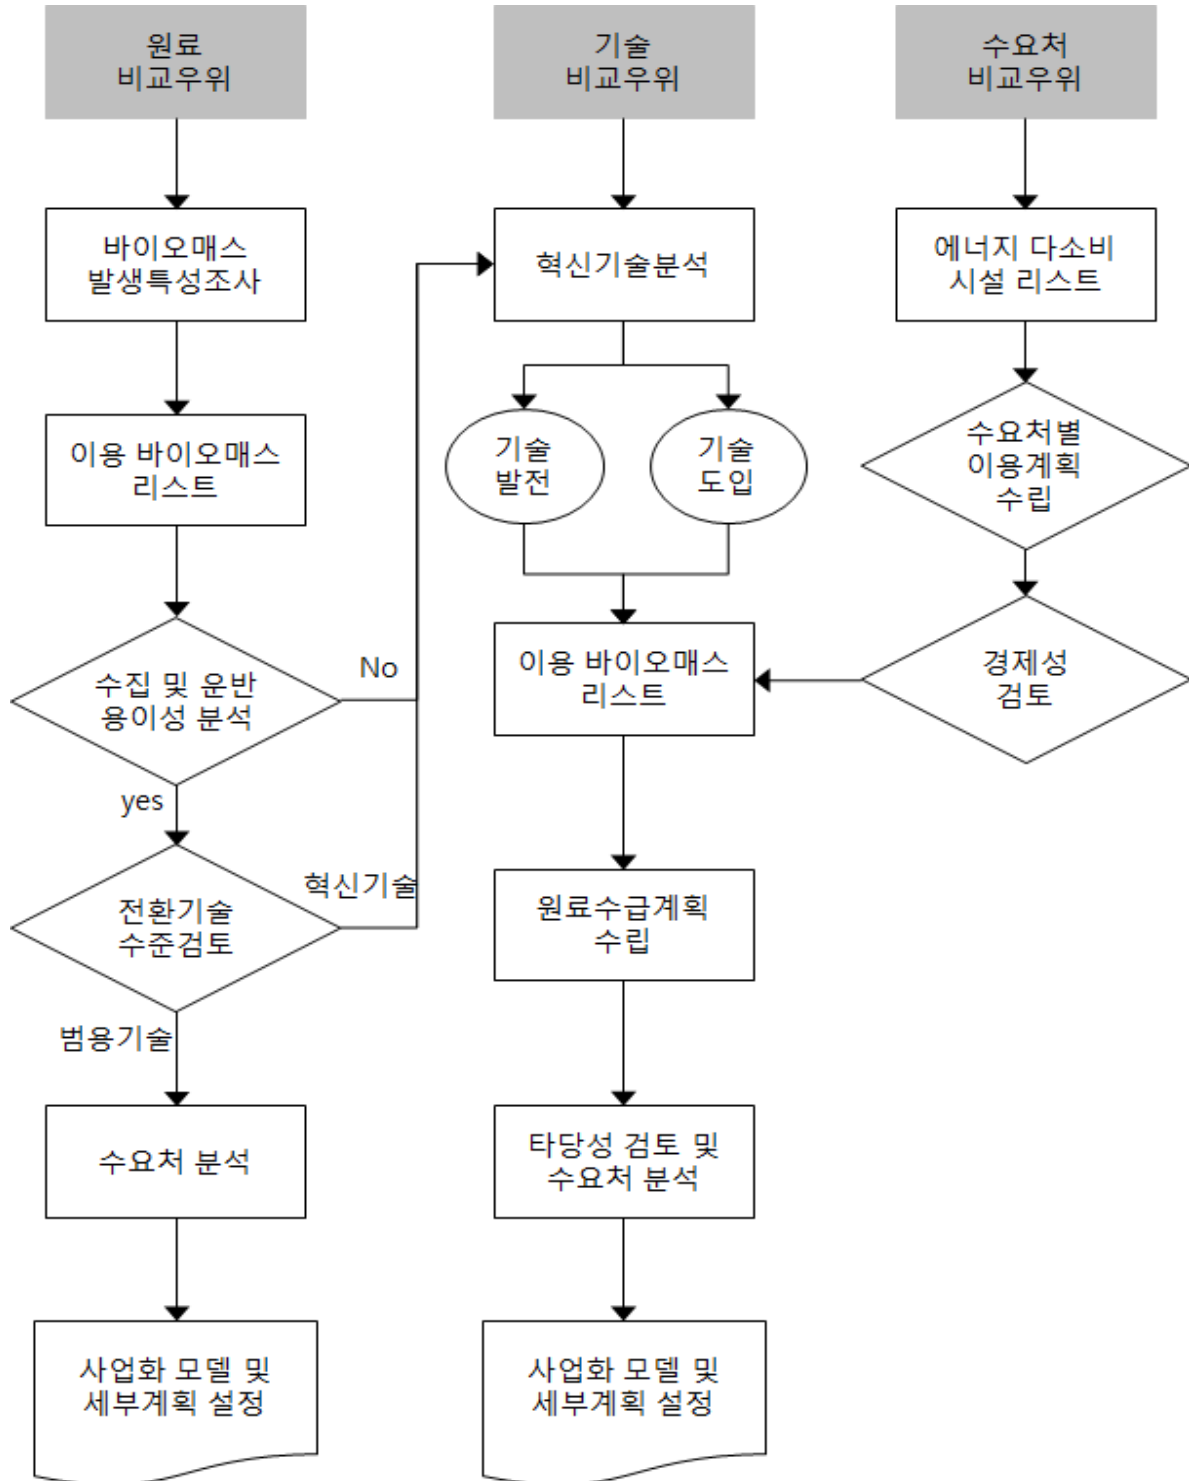 원료
비교우위
바이오매스
발생특성조사
이용 바이오매스
리스트
수집 및 운반
용이성 분석
No
yes
전환기술
수준검토
혁신기술
범용기술
수요처 분석
사업화 모델 및
세부계획 설정
기술
비교우위
혁신기술분석
기술
발전
기술
도입
이용 바이오매스
리스트
원료수급계획
수립
타당성 검토 및
수요처 분석
사업화 모델 및
세부계획 설정
수요처
비교우위
에너지 다소비
시설 리스트
수요처별
이용계획
수립
경제성
검토